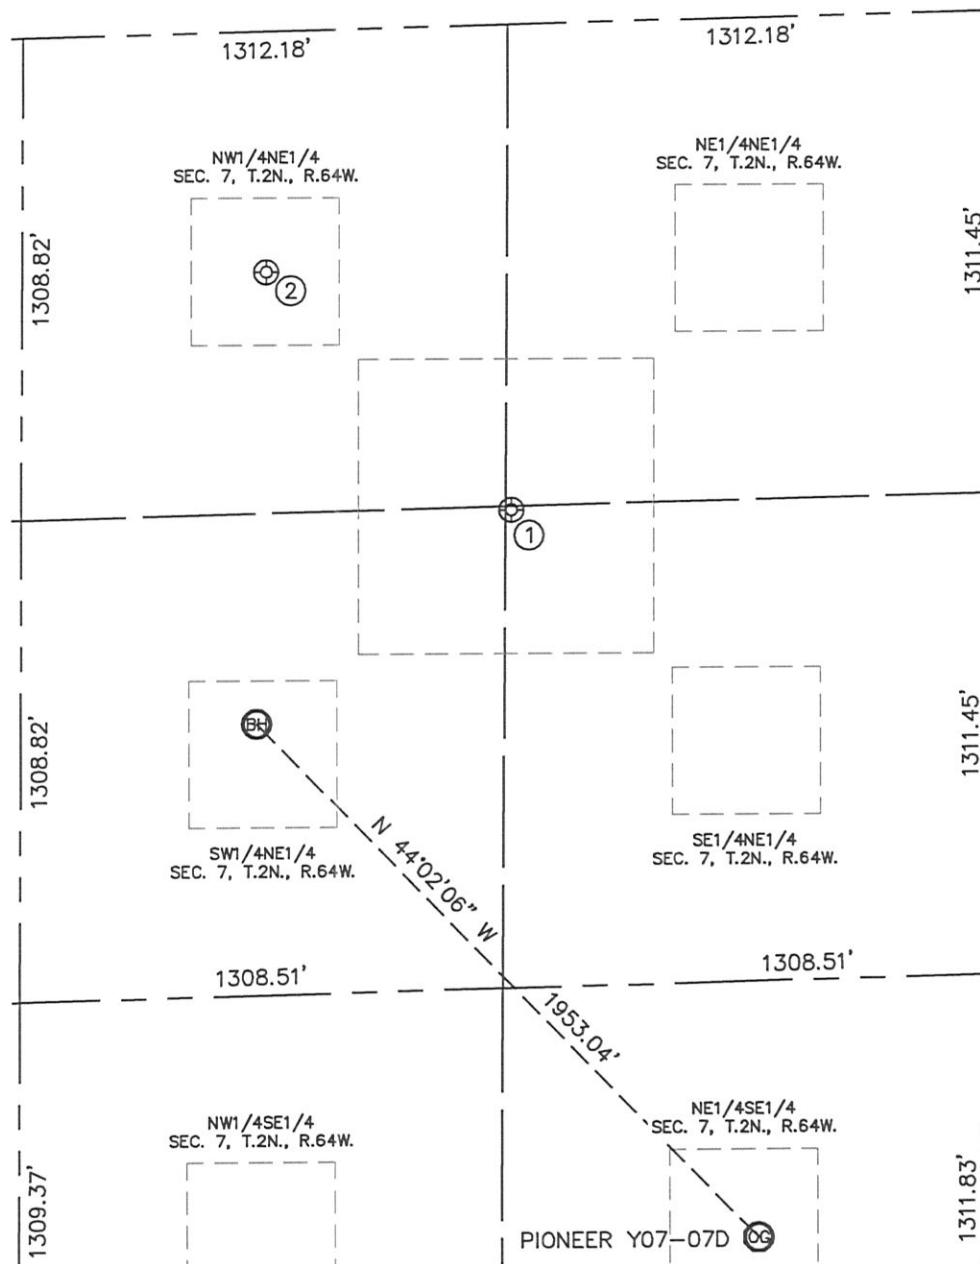 1312.18'
1312.18'
NW1/4NE1/4
SEC. 7, T.2N., R.64W.
NE1/4NE1/4
SEC. 7, T.2N., R.64W.
1308.82'
1311.45'
2
1
BH
1308.82'
1311.45'
SW1/4NE1/4
SEC. 7, T.2N., R.64W.
SE1/4NE1/4
SEC. 7, T.2N., R.64W.
N 44°02'06" W
1308.51'
1308.51'
1953.04'
NW1/4SE1/4
SEC. 7, T.2N., R.64W.
NE1/4SE1/4
SEC. 7, T.2N., R.64W.
1309.37'
1311.83'
PIONEER Y07-07D
OG